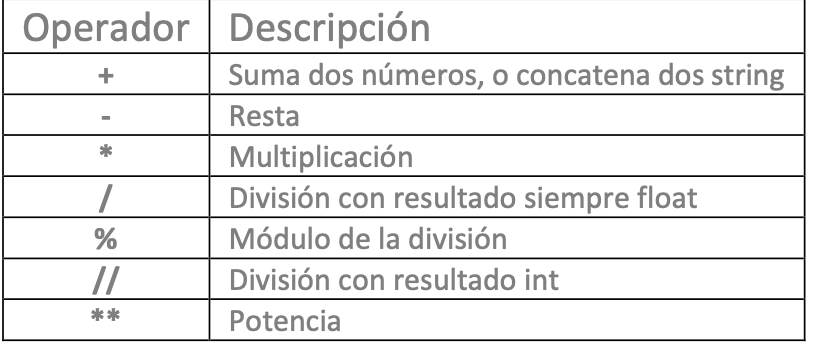 Operador Descripción
+ Suma dos números, o concatena dos string
- Resta
* Multiplicación
/ División con resultado siempre float
% Módulo de la división
// División con resultado int
** Potencia